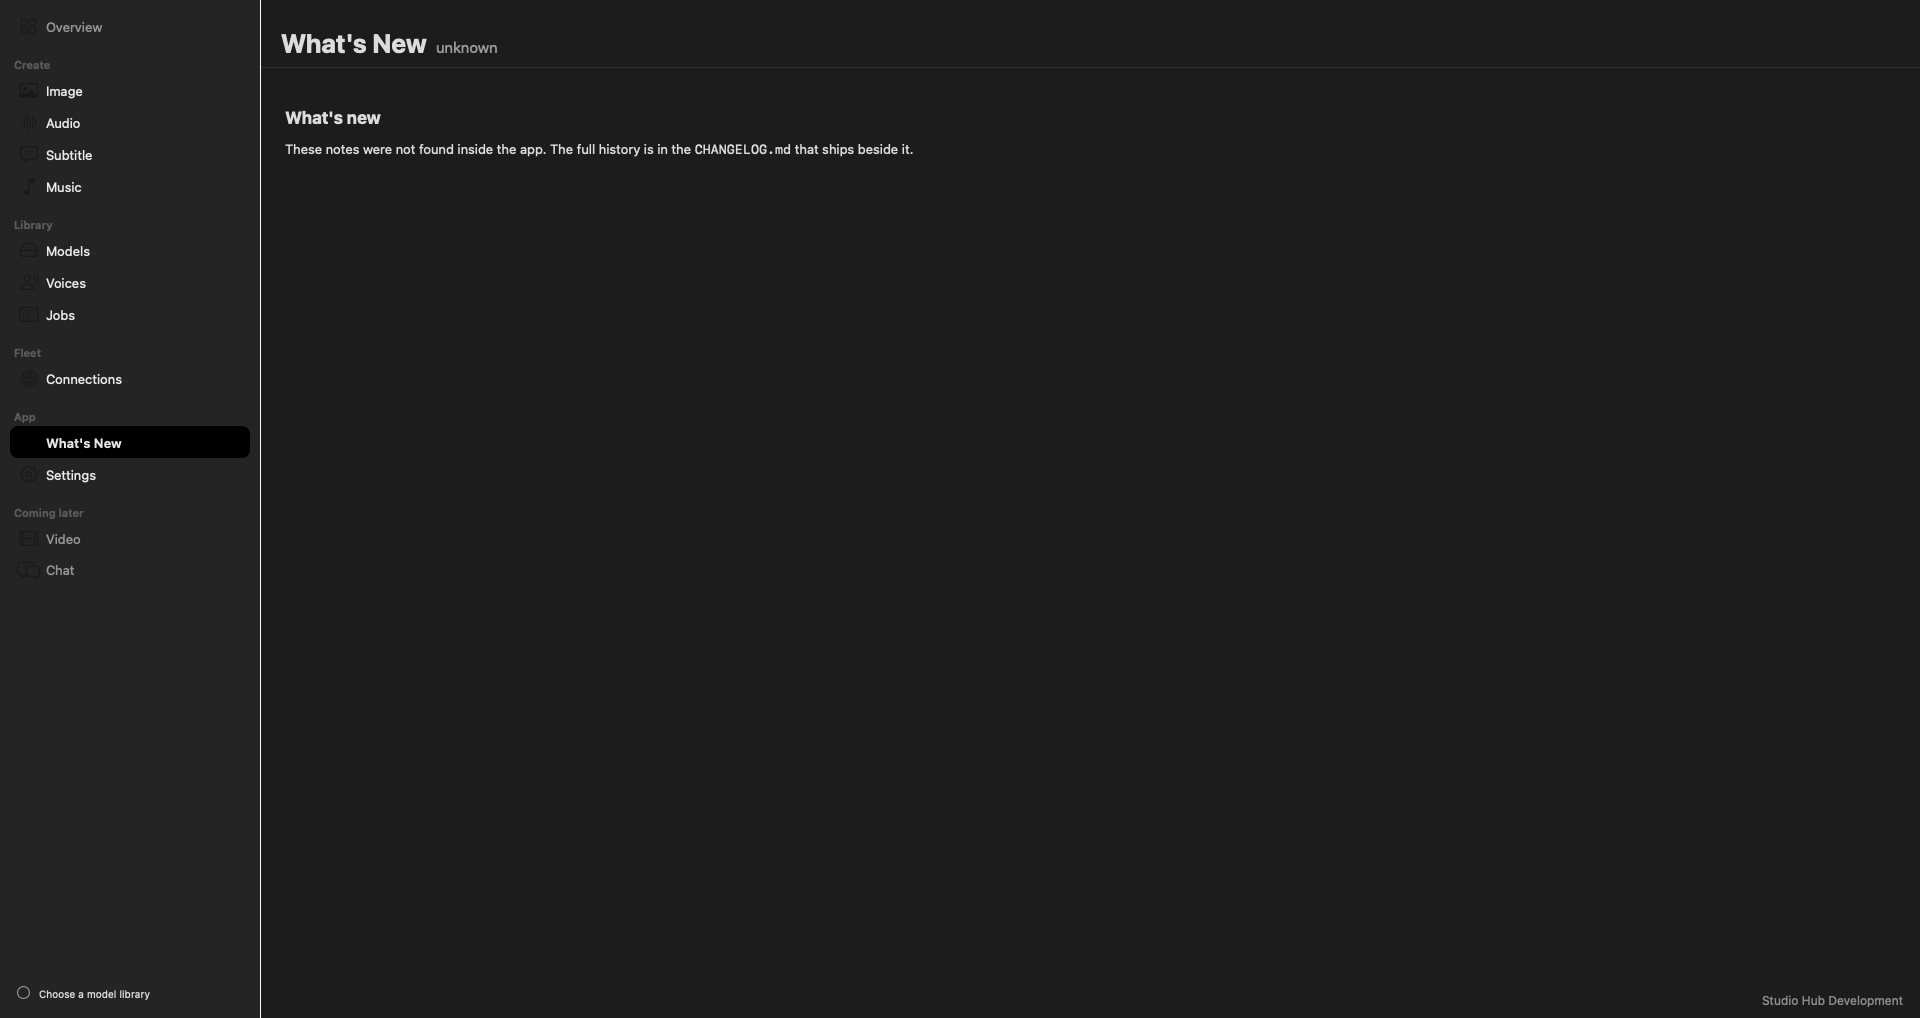 Overview
Create
Image
Audio
Subtitle
Music
Library
Models
Voices
Jobs
Fleet
Connections
App
What's New
Settings
Coming later
Video
Chat
Choose a model library
What's New unknown
What's new
These notes were not found inside the app. The full history is in the CHANGELOG.md that ships beside it.
Studio Hub Development